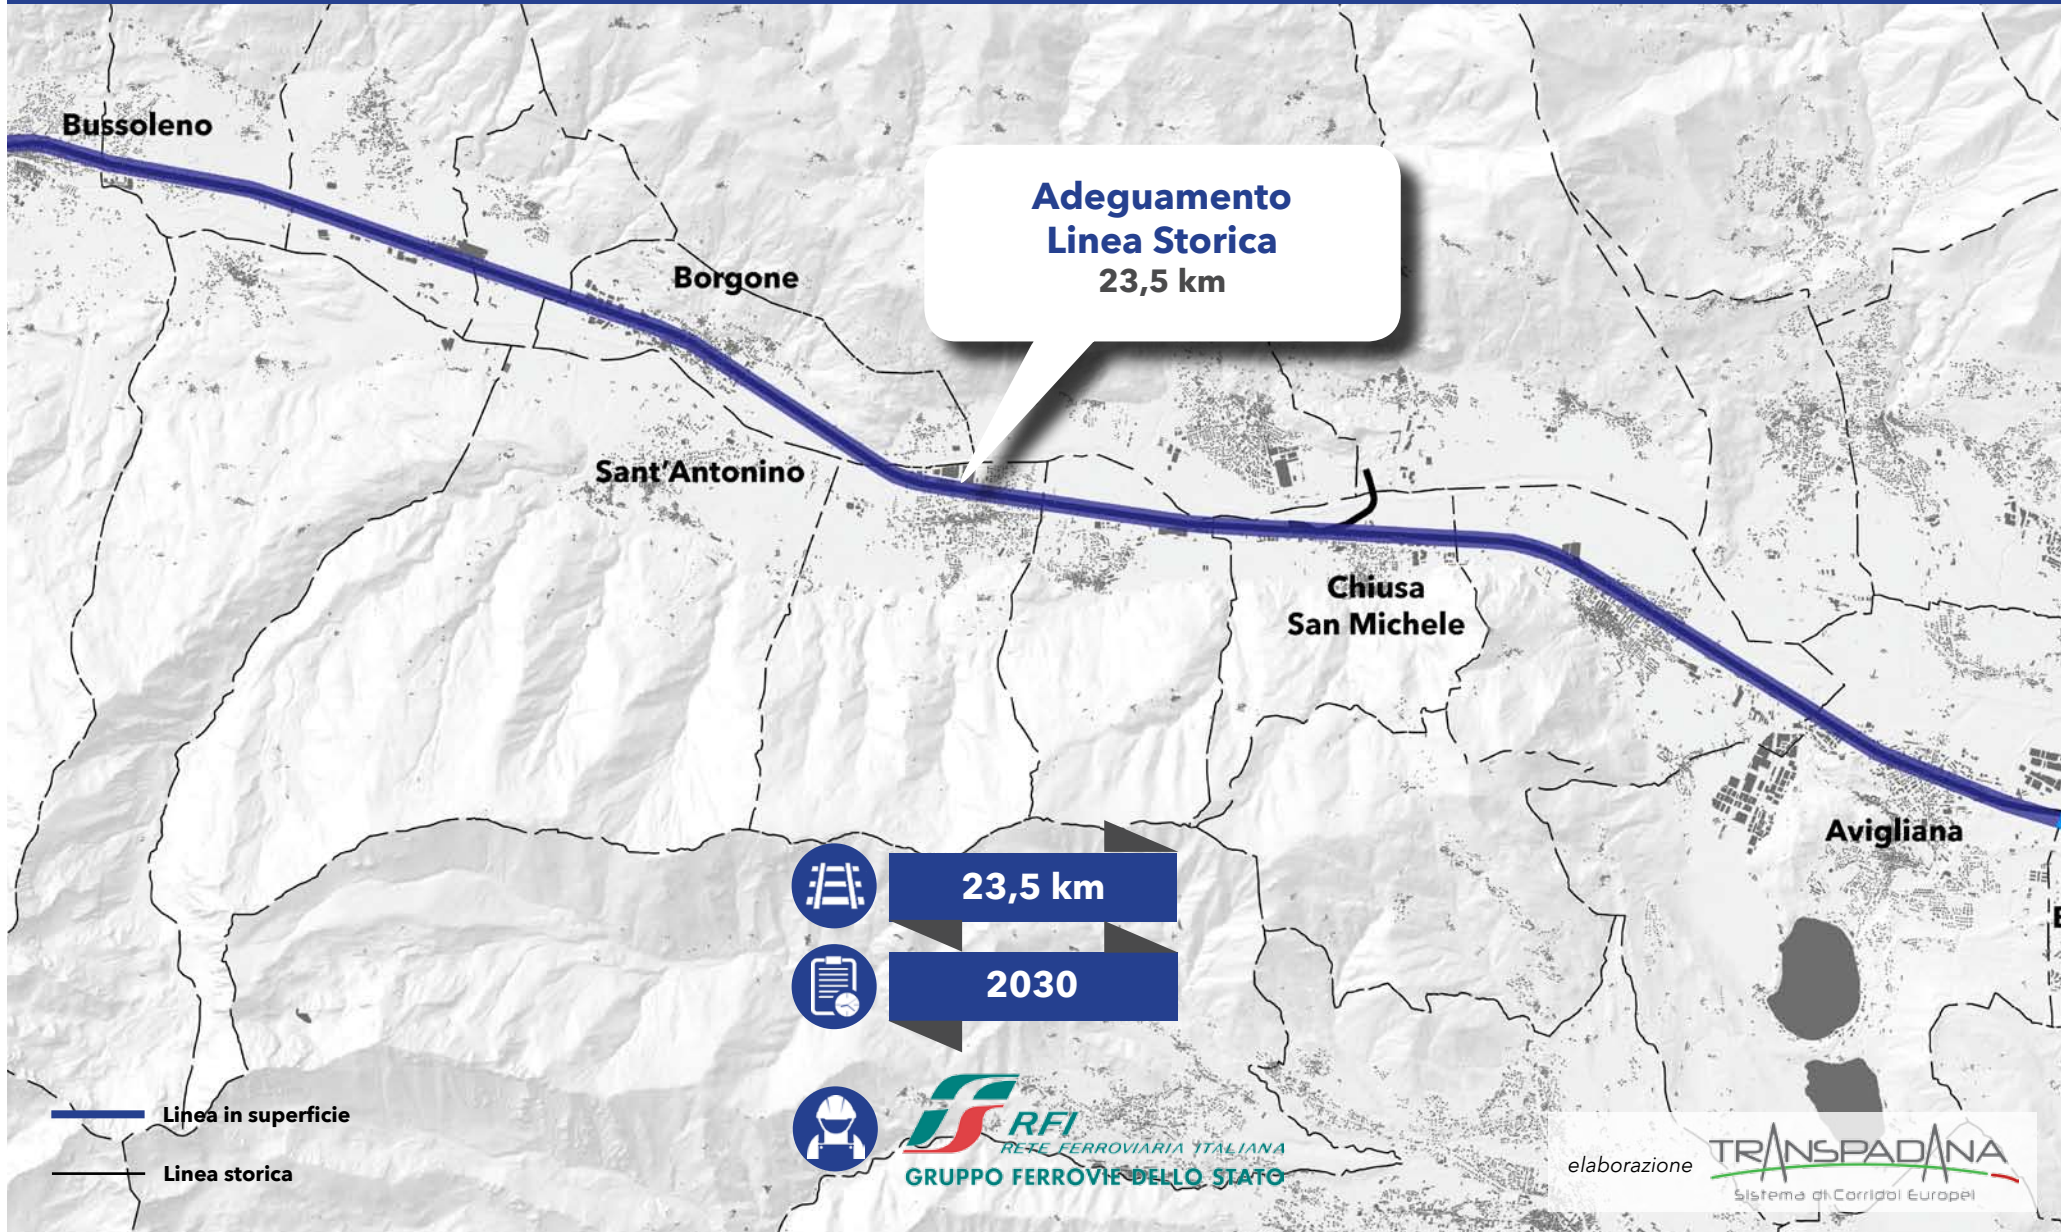 Bussoleno
Adeguamento
Linea Storica
23,5 km
Borgone
Sant'Antonino
Chiusa
San Michele
Avigliana
23,5 km
2030
Linea in superficie
Linea storica
RFI
RETE FERROVIARIA ITALIANA
GRUPPO FERROVIE DELLO STATO
elaborazione
TRANSPADANA
Sistema di Corridoi Europei